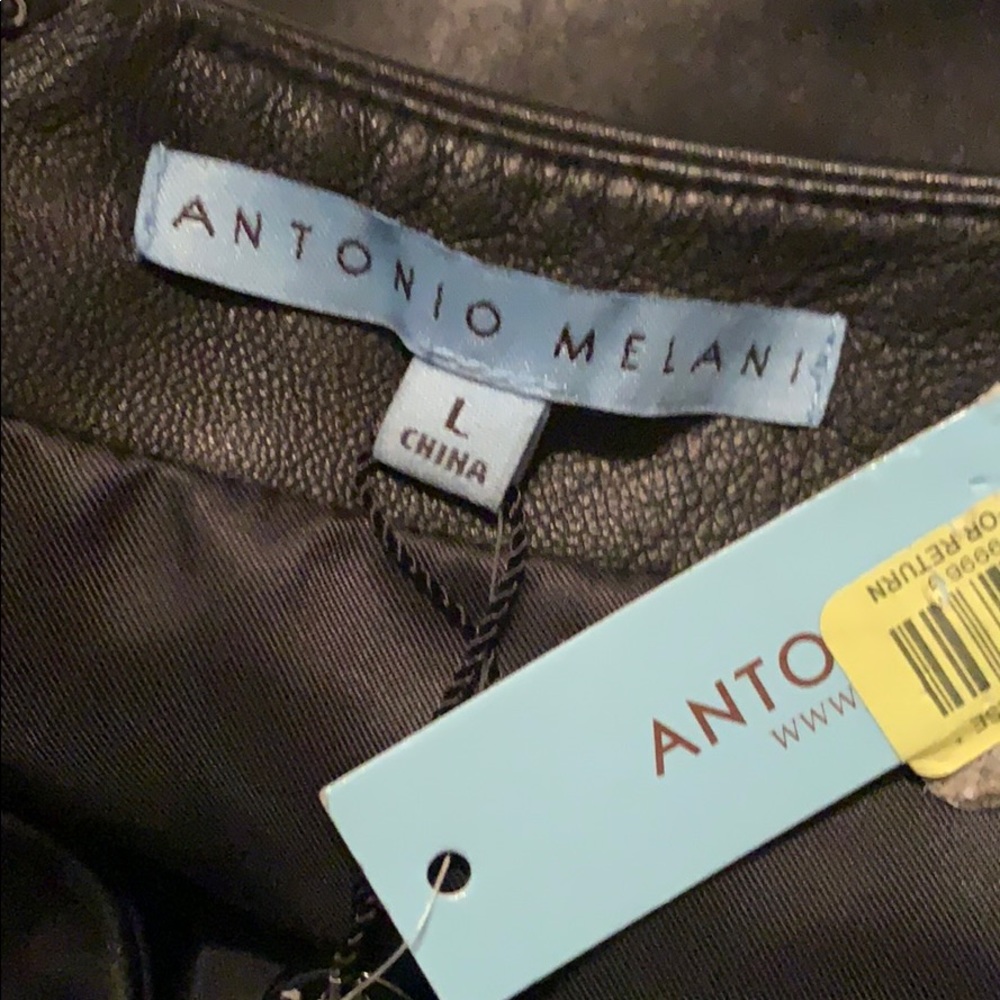 ANTONIO MELANI
L
CHINA
ANTO
www
OR RETURN